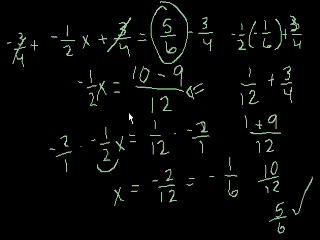 -3/4 + -1/2 x + 3/4 = 5/6 - 3/4
-1/2 x = (10 - 9)/12 ⇐
-2/1 · -1/2 x = 1/12 · -2/1
x = -2/12 = -1/6
-1/2(-1/6) + 3/4
1/12 + 3/4
(1 + 9)/12
10/12
5/6 ✓